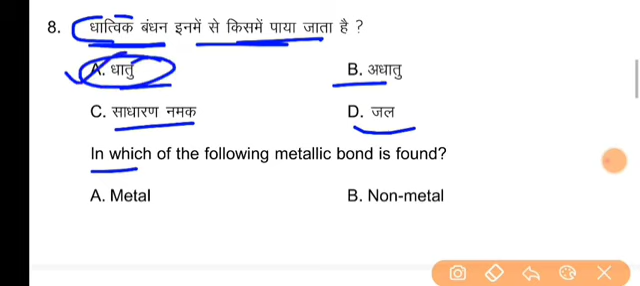 8. धात्विक बंधन इनमें से किसमें पाया जाता है ?
A. धातु B. अधातु
C. साधारण नमक D. जल
In which of the following metallic bond is found?
A. Metal B. Non-metal